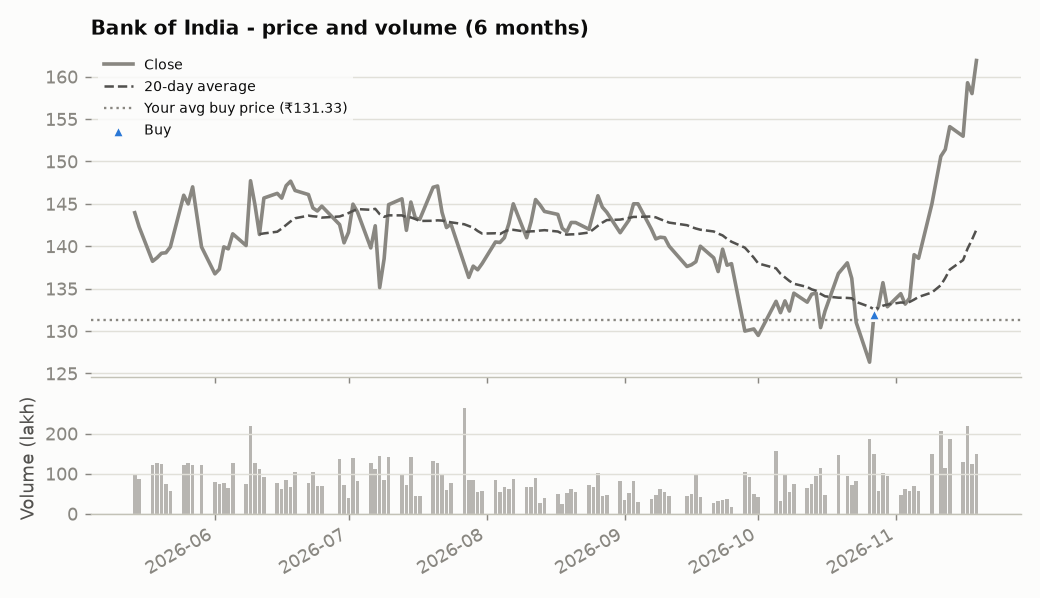 Bank of India - price and volume (6 months)
Close
20-day average
Your avg buy price (₹131.33)
Buy
160
155
150
145
140
135
130
125
Volume (lakh)
200
100
0
2026-06
2026-07
2026-08
2026-09
2026-10
2026-11